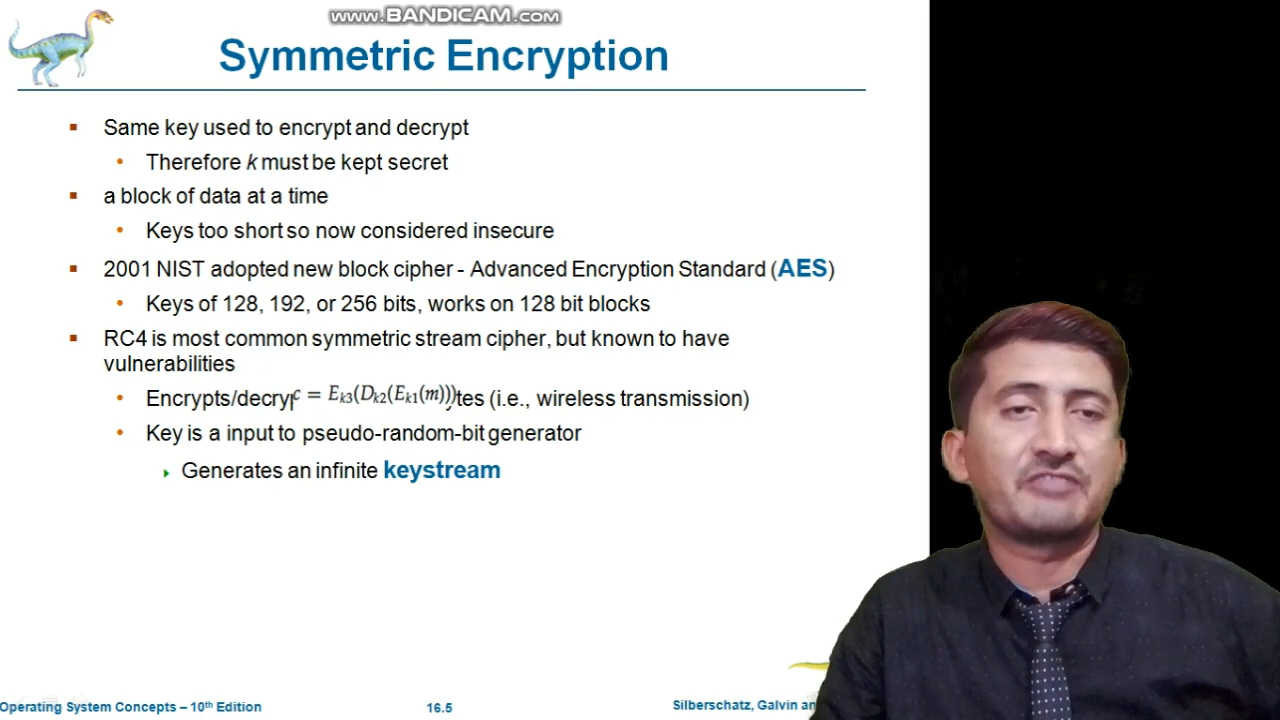 www.BANDICAM.com
Symmetric Encryption
Same key used to encrypt and decrypt
Therefore k must be kept secret
a block of data at a time
Keys too short so now considered insecure
2001 NIST adopted new block cipher - Advanced Encryption Standard (AES)
Keys of 128, 192, or 256 bits, works on 128 bit blocks
RC4 is most common symmetric stream cipher, but known to have
vulnerabilities
Encrypts/decryp c = Ek3(Dk2(Ek1(m))) tes (i.e., wireless transmission)
Key is a input to pseudo-random-bit generator
Generates an infinite keystream
Operating System Concepts – 10th Edition
16.5
Silberschatz, Galvin an